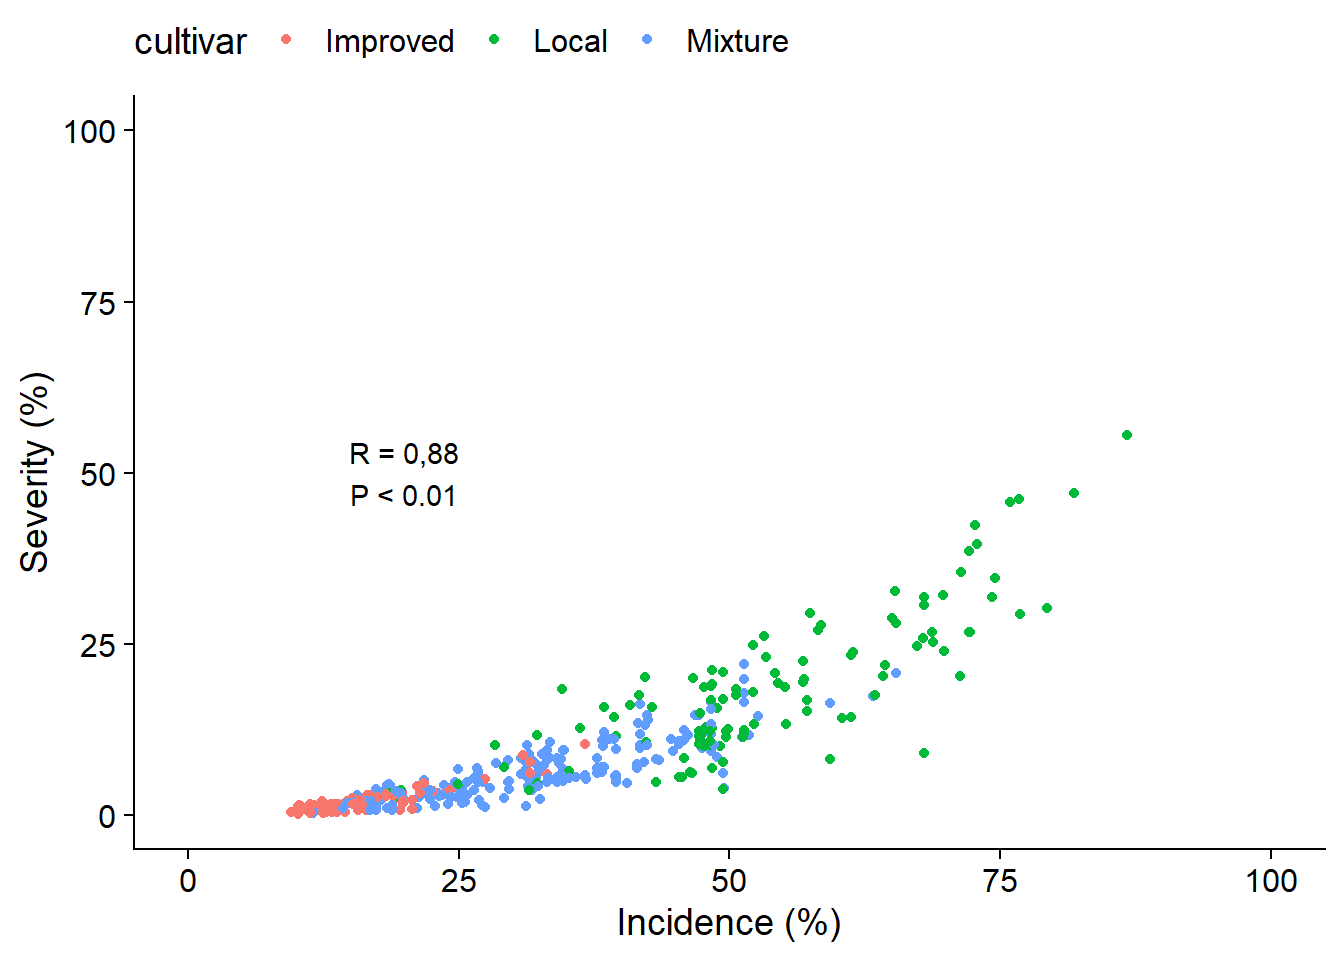 cultivar Improved Local Mixture
100
75
50
25
0
Severity (%)
R = 0,88
P < 0.01
0 25 50 75 100
Incidence (%)